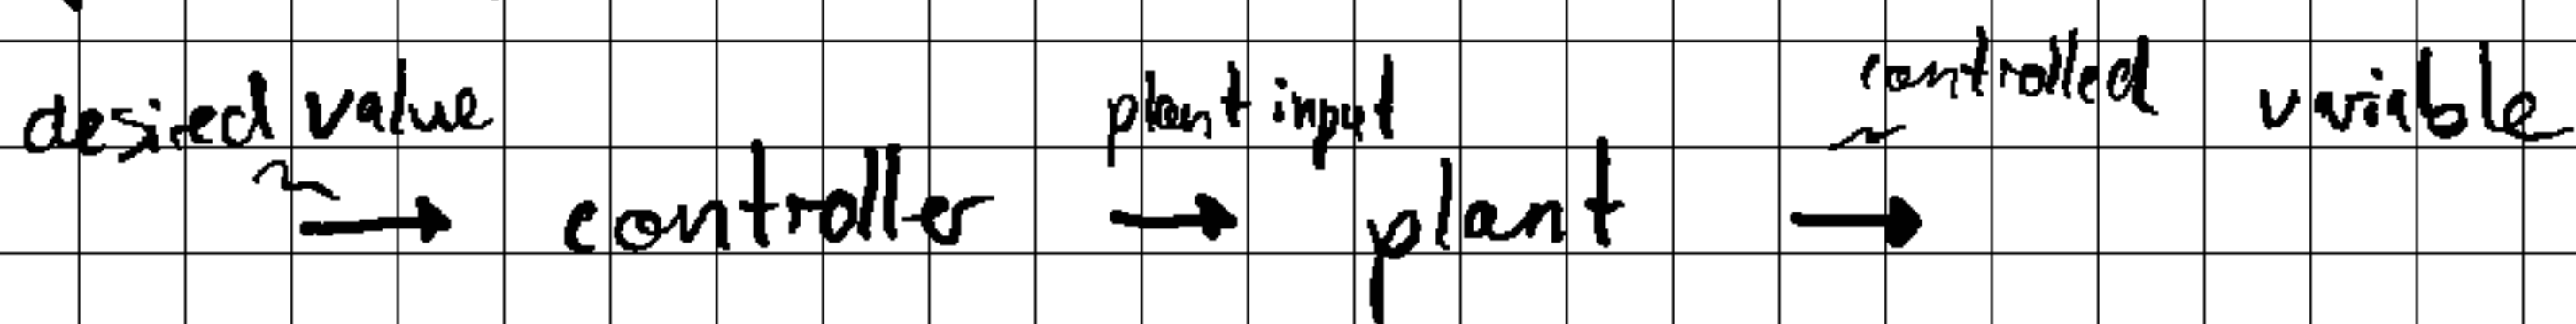 desired value plant input controlled variable
→ controller → plant →